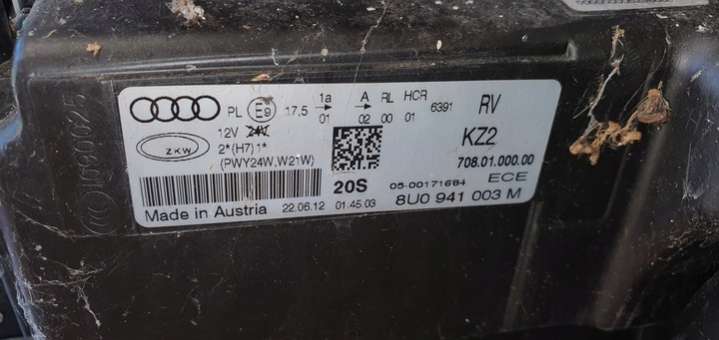 PL E9 17,5 1a A RL HCR RV
01 02 00 01 6391
12V 24V
ZKW 2*(H7)1* KZ2
(PWY24W,W21W) 708.01.000.00
20S 05-00171684 ECE
Made in Austria 22.06.12 01.45.03 8U0 941 003 M